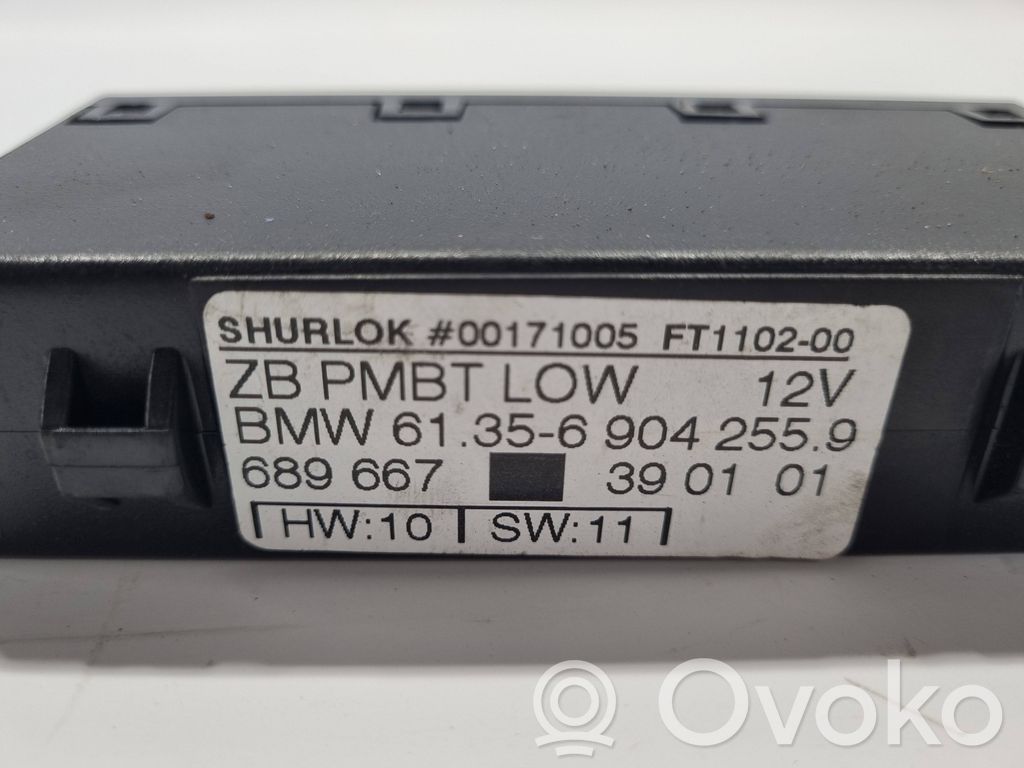 SHURLOK #00171005 FT1102-00
ZB PMBT LOW 12V
BMW 61.35-6 904 255.9
689 667 39 01 01
HW:10 SW:11
Ovoko